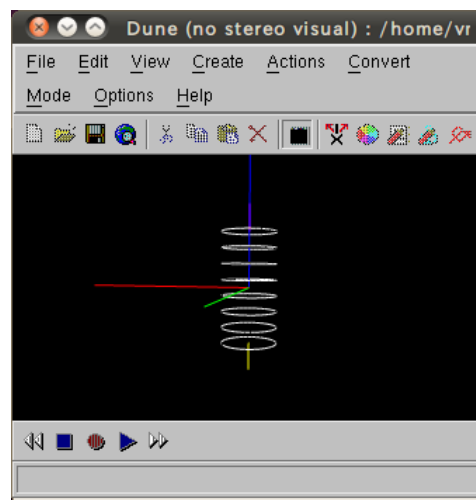 Dune (no stereo visual) : /home/vr
File Edit View Create Actions Convert
Mode Options Help